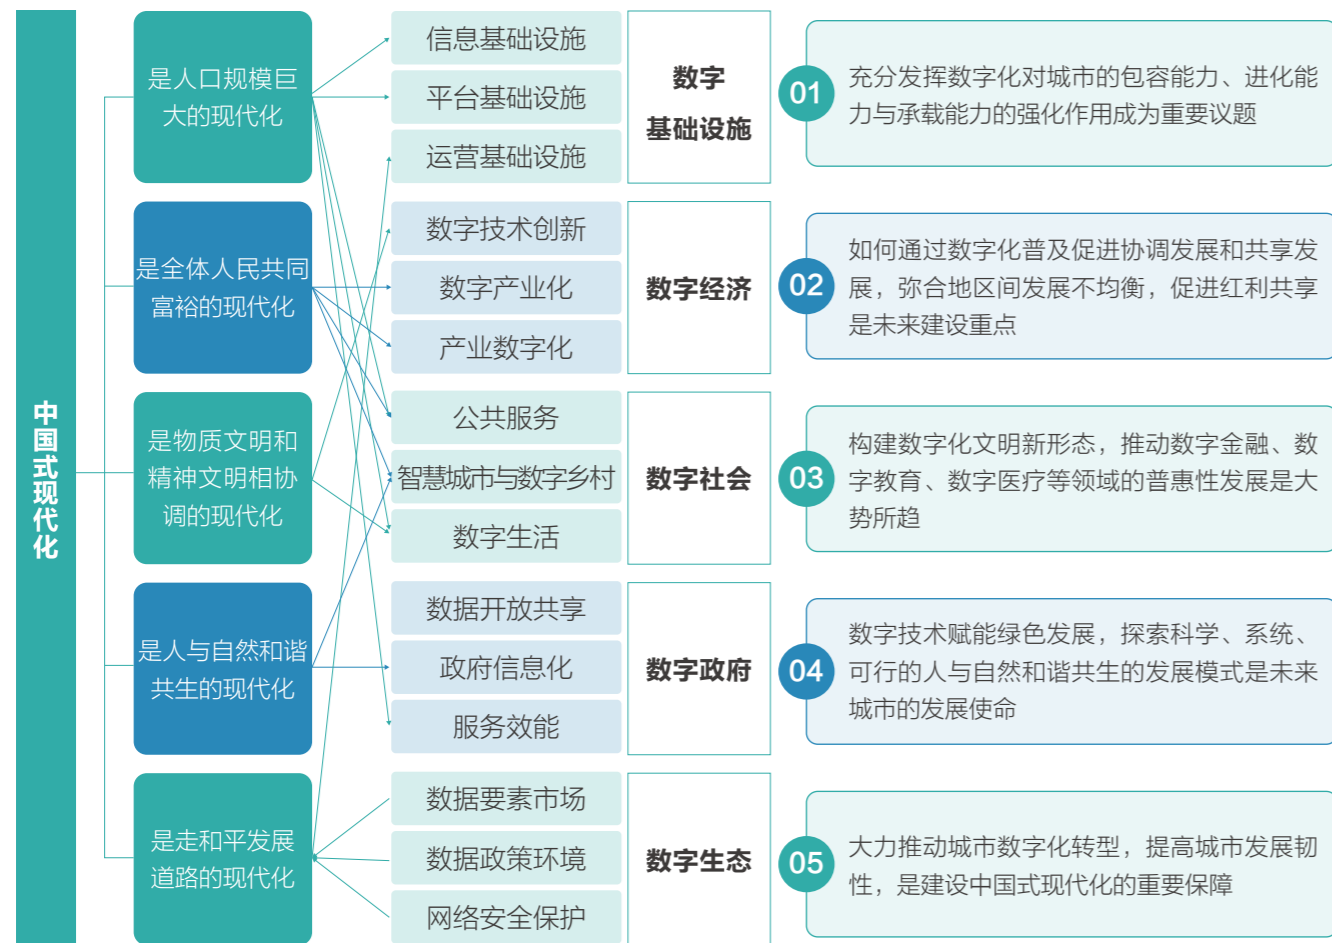 中国式现代化
是人口规模巨
大的现代化
是全体人民共同
富裕的现代化
是物质文明和
精神文明相协
调的现代化
是人与自然和谐
共生的现代化
是走和平发展
道路的现代化
信息基础设施
平台基础设施
运营基础设施
数字技术创新
数字产业化
产业数字化
公共服务
智慧城市与数字乡村
数字生活
数据开放共享
政府信息化
服务效能
数据要素市场
数据政策环境
网络安全保护
数字
基础设施
数字经济
数字社会
数字政府
数字生态
01
充分发挥数字化对城市的包容能力、进化能
力与承载能力的强化作用成为重要议题
02
如何通过数字化普及促进协调发展和共享发
展，弥合地区间发展不均衡，促进红利共享
是未来建设重点
03
构建数字化文明新形态，推动数字金融、数
字教育、数字医疗等领域的普惠性发展是大
势所趋
04
数字技术赋能绿色发展，探索科学、系统、
可行的人与自然和谐共生的发展模式是未来
城市的发展使命
05
大力推动城市数字化转型，提高城市发展韧
性，是建设中国式现代化的重要保障